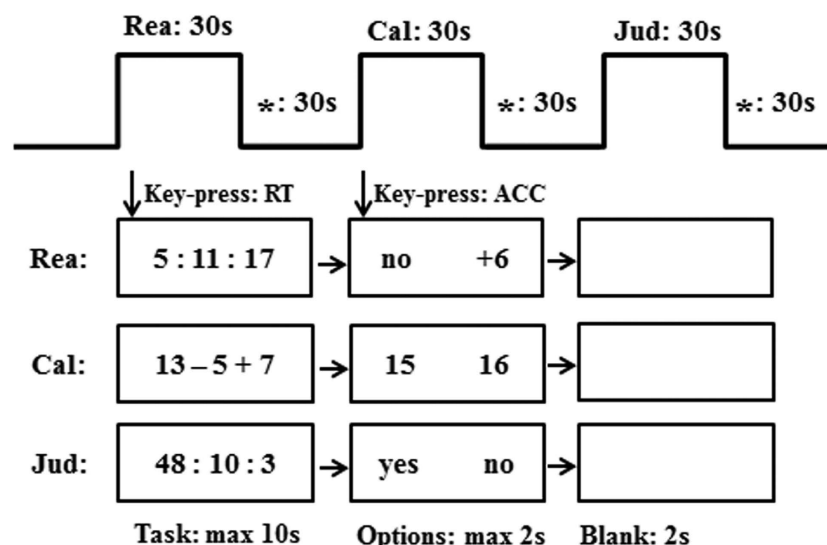 Rea: 30s Cal: 30s Jud: 30s
*: 30s *: 30s *: 30s
Key-press: RT Key-press: ACC
Rea: 5 : 11 : 17 no +6
Cal: 13 – 5 + 7 15 16
Jud: 48 : 10 : 3 yes no
Task: max 10s Options: max 2s Blank: 2s